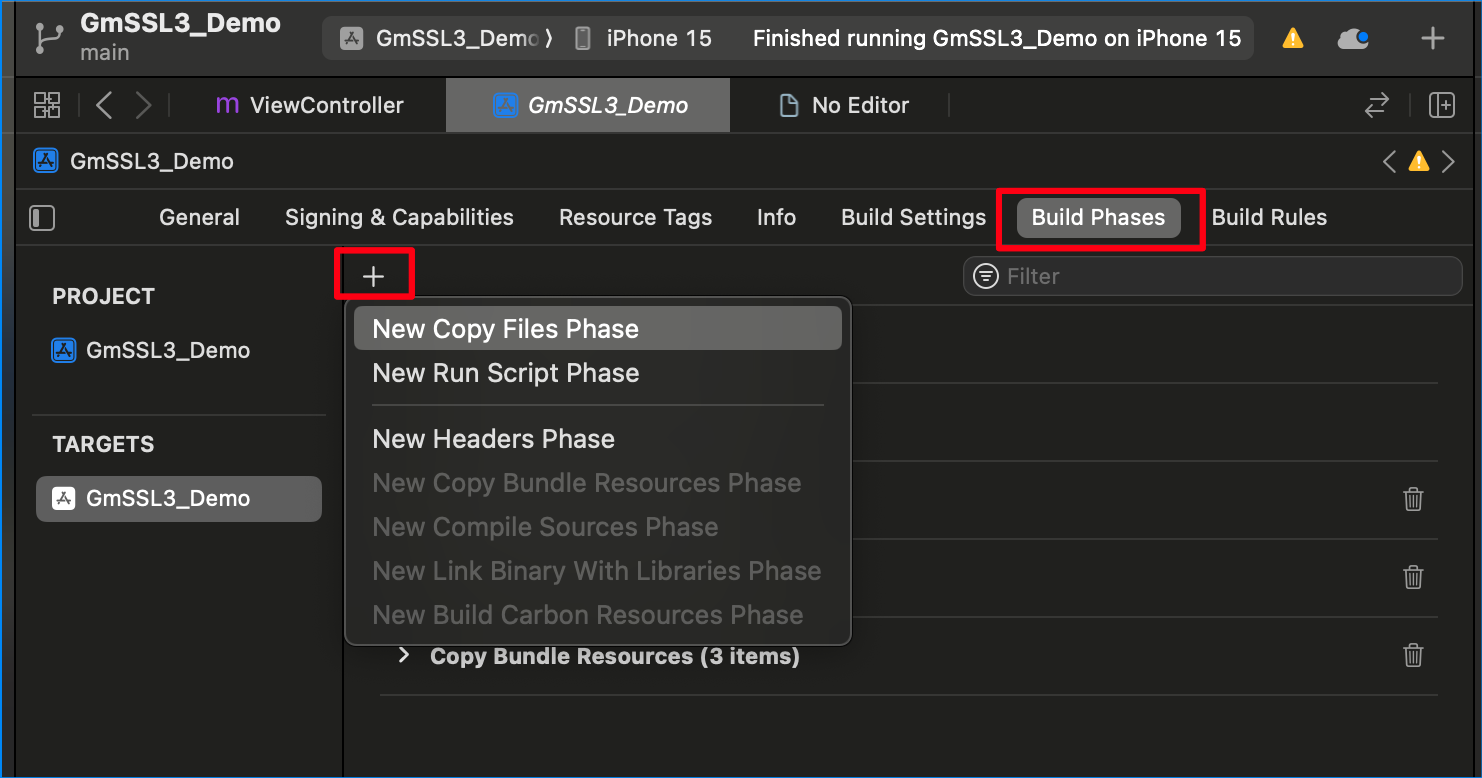 GmSSL3_Demo
main
GmSSL3_Demo
iPhone 15
Finished running GmSSL3_Demo on iPhone 15
m ViewController
GmSSL3_Demo
No Editor
GmSSL3_Demo
General
Signing & Capabilities
Resource Tags
Info
Build Settings
Build Phases
Build Rules
PROJECT
GmSSL3_Demo
TARGETS
GmSSL3_Demo
Filter
New Copy Files Phase
New Run Script Phase
New Headers Phase
New Copy Bundle Resources Phase
New Compile Sources Phase
New Link Binary With Libraries Phase
New Build Carbon Resources Phase
Copy Bundle Resources (3 items)